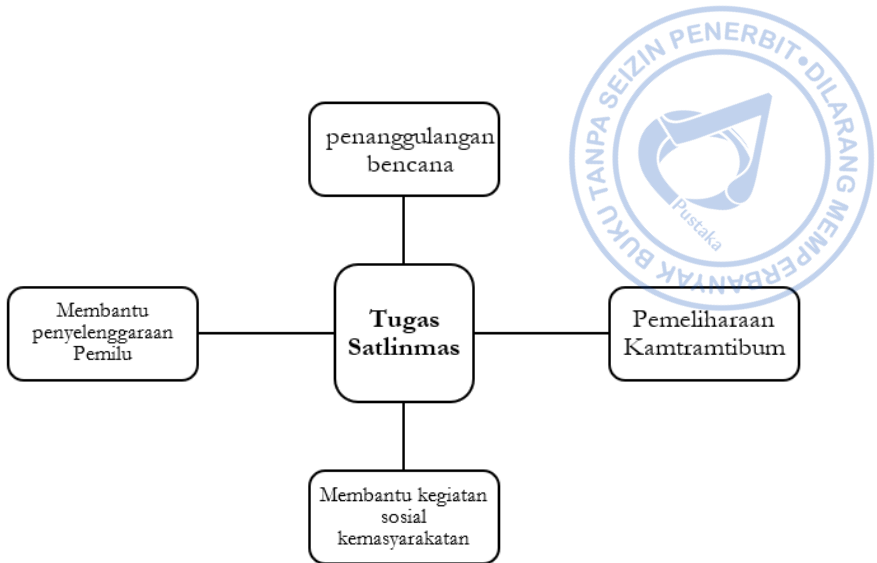 DILARANG MEMPERBANYAK BUKU TANPA SEIZIN PENERBIT
Pustaka
penanggulangan
bencana
Membantu
penyelenggaraan
Pemilu
Tugas
Satlinmas
Pemeliharaan
Kamtramtibum
Membantu kegiatan
sosial
kemasyarakatan